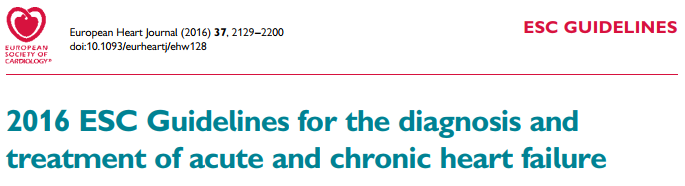 EUROPEAN
SOCIETY OF
CARDIOLOGY®
European Heart Journal (2016) 37, 2129–2200
doi:10.1093/eurheartj/ehw128
ESC GUIDELINES
2016 ESC Guidelines for the diagnosis and
treatment of acute and chronic heart failure